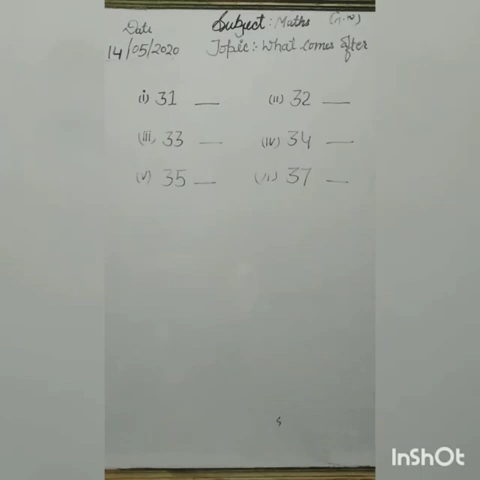 Date Subject : Maths
14/05/2020 Topic :- What comes after
(i) 31 __ (ii) 32 __
(iii) 33 __ (iv) 34 __
(v) 35 __ (vi) 37 __
InShOt